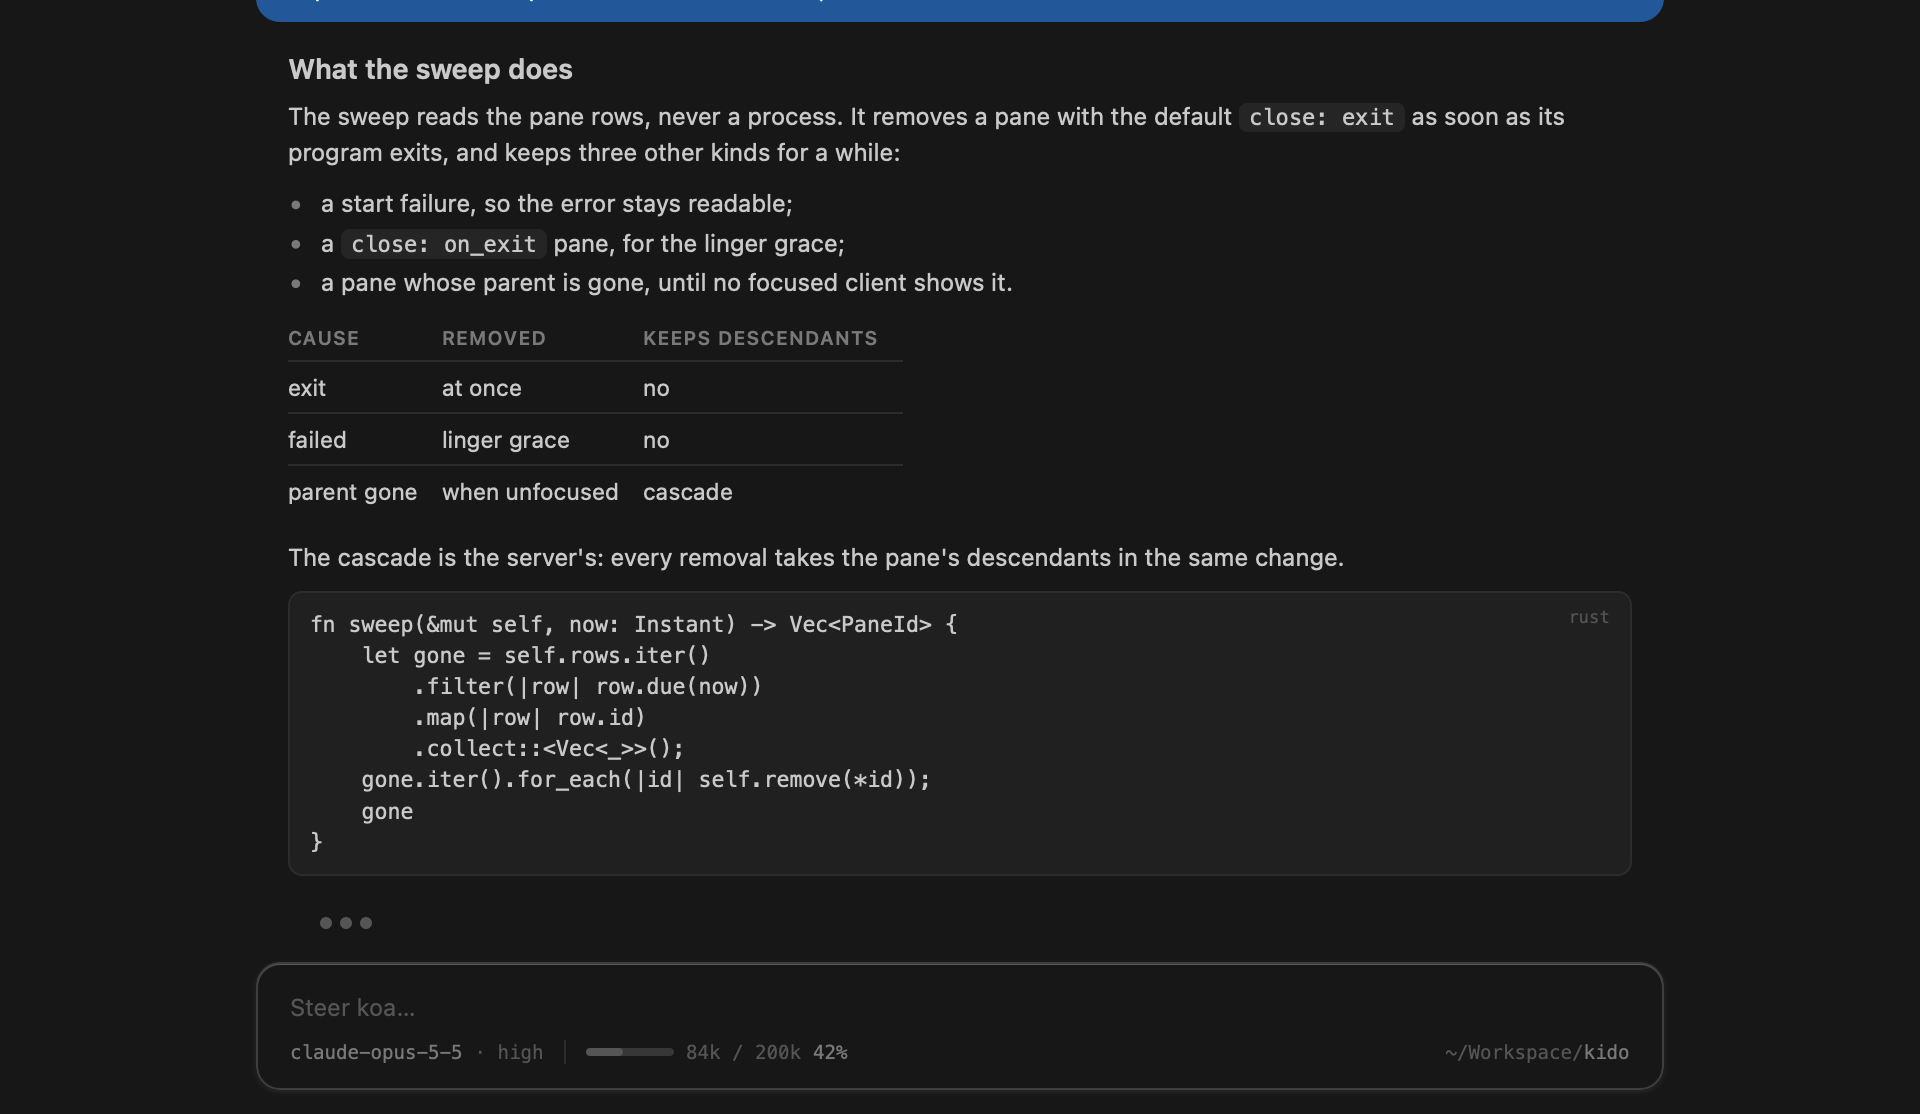 What the sweep does
The sweep reads the pane rows, never a process. It removes a pane with the default close: exit as soon as its
program exits, and keeps three other kinds for a while:
• a start failure, so the error stays readable;
• a close: on_exit pane, for the linger grace;
• a pane whose parent is gone, until no focused client shows it.
CAUSE REMOVED KEEPS DESCENDANTS
exit at once no
failed linger grace no
parent gone when unfocused cascade
The cascade is the server's: every removal takes the pane's descendants in the same change.
rust
fn sweep(&mut self, now: Instant) -> Vec<PaneId> {
    let gone = self.rows.iter()
        .filter(|row| row.due(now))
        .map(|row| row.id)
        .collect::<Vec<_>>();
    gone.iter().for_each(|id| self.remove(*id));
    gone
}
Steer koa...
claude-opus-5-5 · high 84k / 200k 42% ~/Workspace/kido